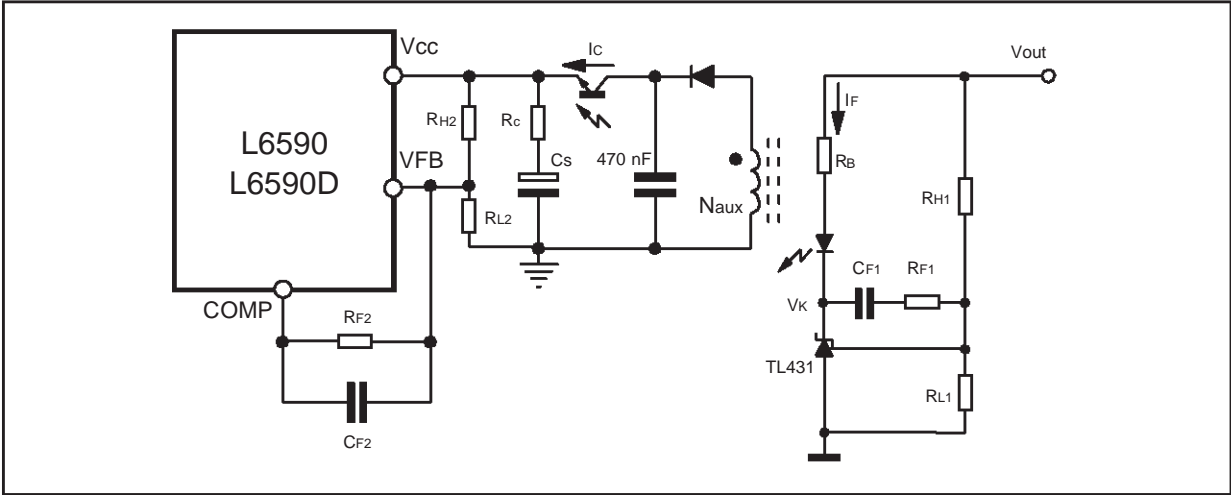 Vcc
IC
Vout
IF
L6590
L6590D
RH2
Rc
Cs
470 nF
RB
VFB
RH1
RL2
Naux
CF1
RF1
VK
COMP
RF2
TL431
RL1
CF2